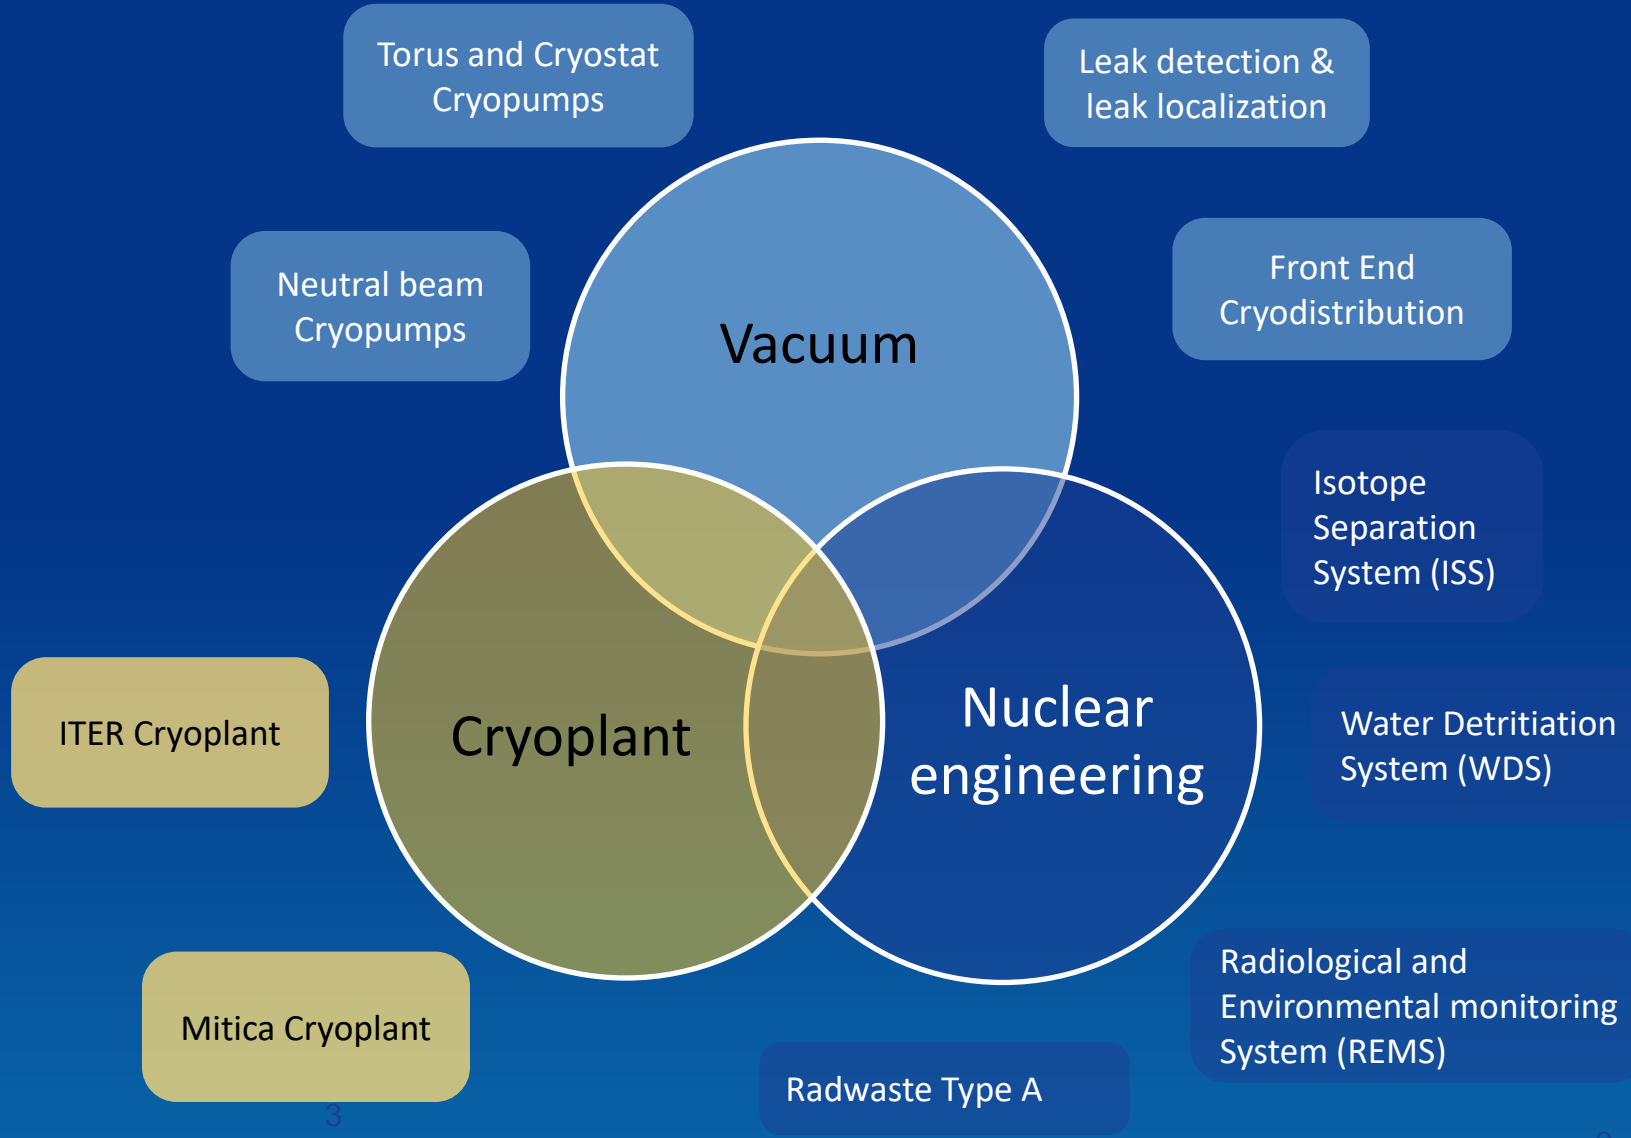 Torus and Cryostat
Cryopumps
Leak detection &
leak localization
Neutral beam
Cryopumps
Front End
Cryodistribution
Vacuum
Isotope
Separation
System (ISS)
ITER Cryoplant
Cryoplant
Nuclear
engineering
Water Detritiation
System (WDS)
Mitica Cryoplant
Radiological and
Environmental monitoring
System (REMS)
Radwaste Type A
3